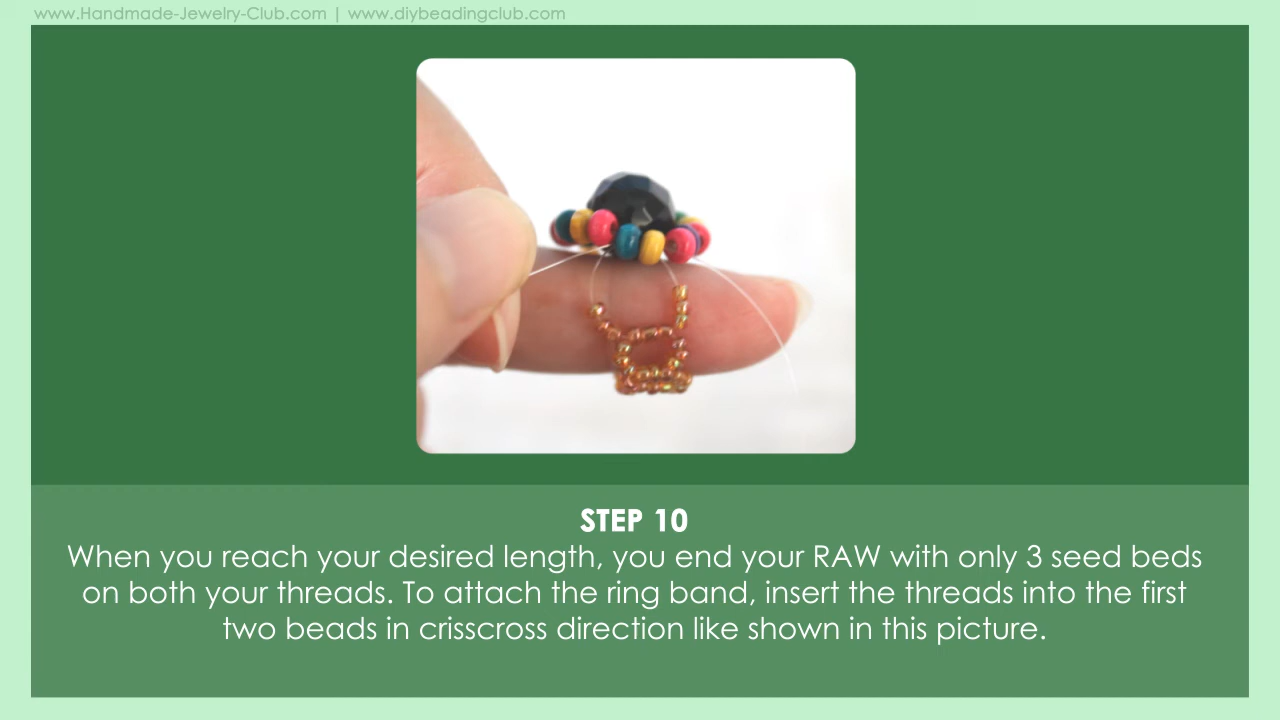 www.Handmade-Jewelry-Club.com | www.diybeadingclub.com
STEP 10
When you reach your desired length, you end your RAW with only 3 seed beds
on both your threads. To attach the ring band, insert the threads into the first
two beads in crisscross direction like shown in this picture.